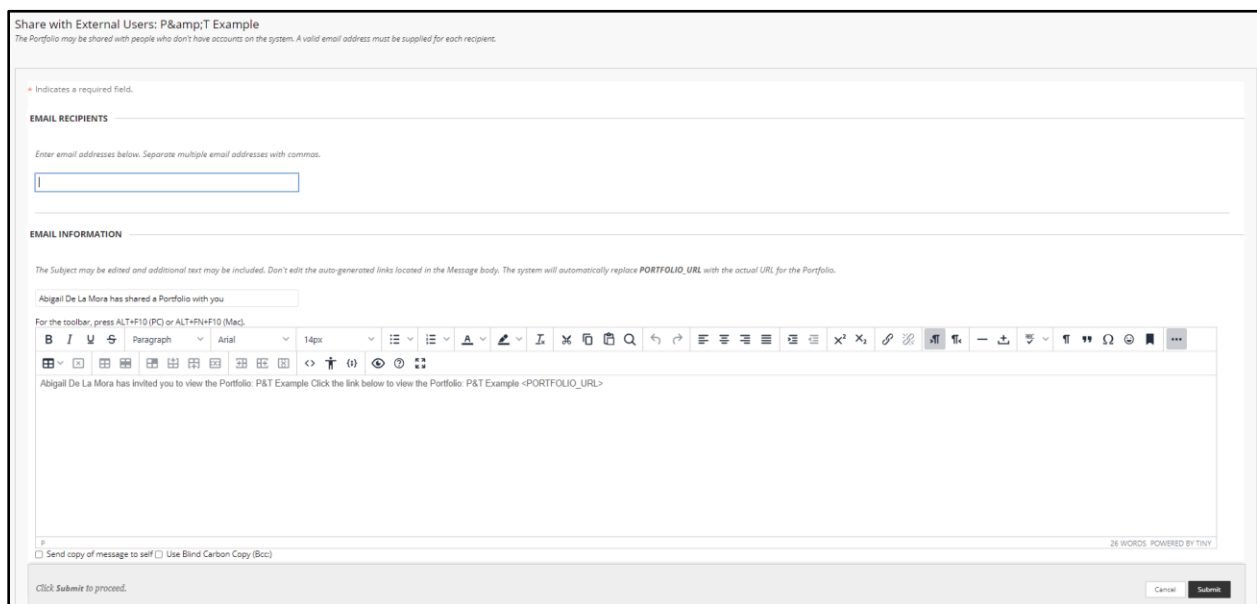 Share with External Users: P&amp;T Example
The Portfolio may be shared with people who don't have accounts on the system. A valid email address must be supplied for each recipient.
* Indicates a required field.
EMAIL RECIPIENTS
Enter email addresses below. Separate multiple email addresses with commas.
EMAIL INFORMATION
The Subject may be edited and additional text may be included. Don't edit the auto-generated links located in the Message body. The system will automatically replace PORTFOLIO_URL with the actual URL for the Portfolio.
Abigail De La Mora has shared a Portfolio with you
For the toolbar, press ALT+F10 (PC) or ALT+FN+F10 (Mac).
B I U S Paragraph Arial 14px
Abigail De La Mora has invited you to view the Portfolio: P&T Example Click the link below to view the Portfolio: P&T Example <PORTFOLIO_URL>
P 26 WORDS POWERED BY TINY
Send copy of message to self Use Blind Carbon Copy (Bcc:)
Click Submit to proceed. Cancel Submit